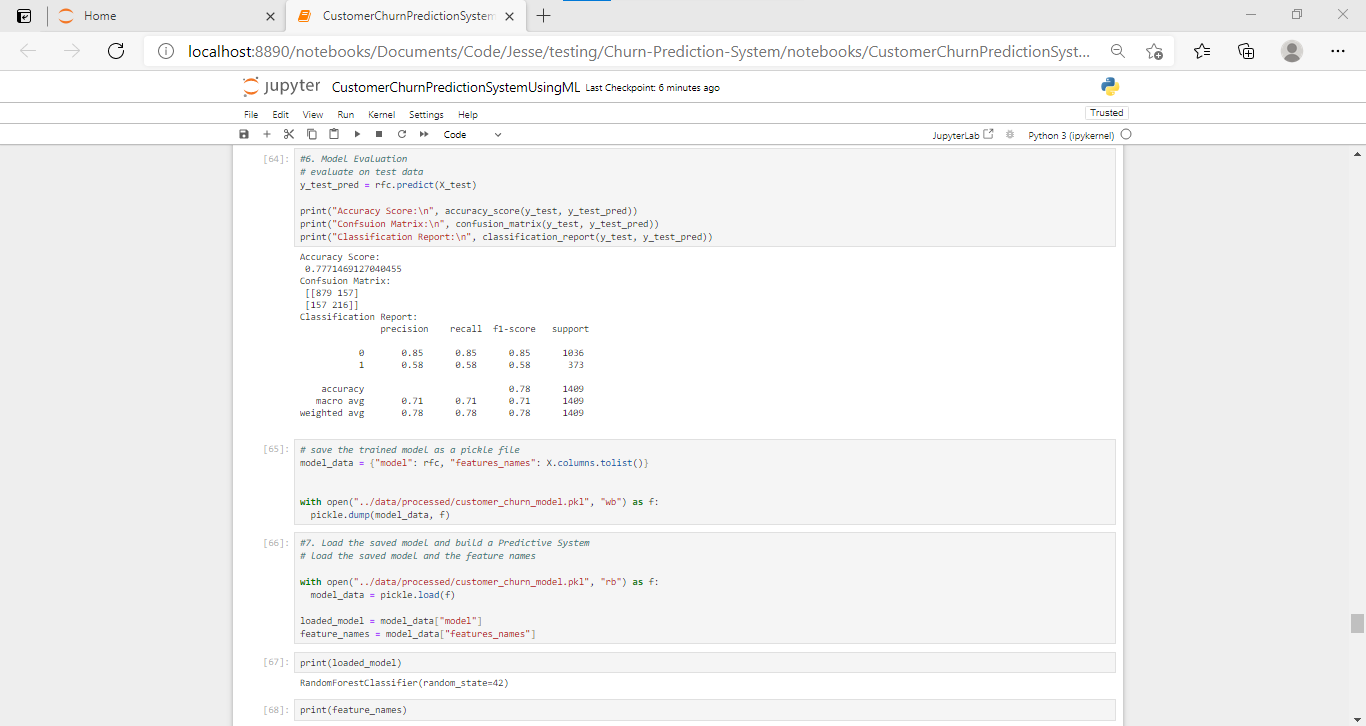 Home
CustomerChurnPredictionSystem
localhost:8890/notebooks/Documents/Code/Jesse/testing/Churn-Prediction-System/notebooks/CustomerChurnPredictionSyst...
jupyter CustomerChurnPredictionSystemUsingML Last Checkpoint: 6 minutes ago
File Edit View Run Kernel Settings Help
Trusted
Code
JupyterLab
Python 3 (ipykernel)
[64]: #6. Model Evaluation
# evaluate on test data
y_test_pred = rfc.predict(X_test)
print("Accuracy Score:\n", accuracy_score(y_test, y_test_pred))
print("Confsuion Matrix:\n", confusion_matrix(y_test, y_test_pred))
print("Classification Report:\n", classification_report(y_test, y_test_pred))
Accuracy Score:
0.7771469127040455
Confsuion Matrix:
[[879 157]
[157 216]]
Classification Report:
precision recall f1-score support
0 0.85 0.85 0.85 1036
1 0.58 0.58 0.58 373
accuracy 0.78 1409
macro avg 0.71 0.71 0.71 1409
weighted avg 0.78 0.78 0.78 1409
[65]: # save the trained model as a pickle file
model_data = {"model": rfc, "features_names": X.columns.tolist()}
with open("../data/processed/customer_churn_model.pkl", "wb") as f:
pickle.dump(model_data, f)
[66]: #7. Load the saved model and build a Predictive System
# load the saved model and the feature names
with open("../data/processed/customer_churn_model.pkl", "rb") as f:
model_data = pickle.load(f)
loaded_model = model_data["model"]
feature_names = model_data["features_names"]
[67]: print(loaded_model)
RandomForestClassifier(random_state=42)
[68]: print(feature_names)